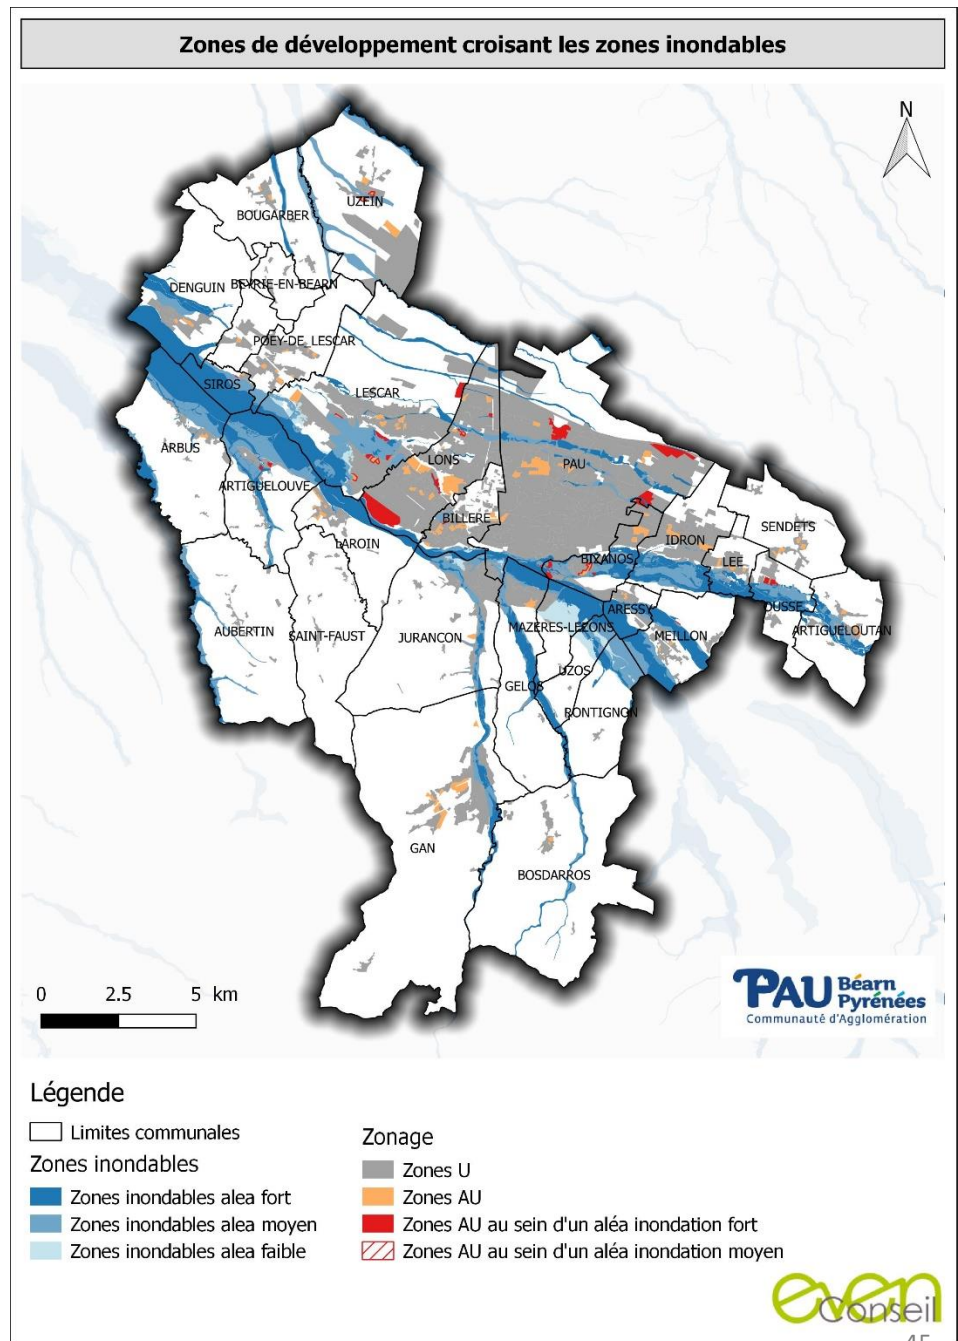 Zones de développement croisant les zones inondables
N
UZEIN
BOUGARBER
DENGUIN
BEYRIE-EN-BEARN
POEY-DE LESCAR
SIROS
LESCAR
ARBUS
LONS
PAU
ARTIGUELOUVE
BILLERE
SENDETS
LAROIN
IDRON
BIZANOS
LEE
OUSSE
ARESSY
AUBERTIN
SAINT-FAUST
JURANCON
MAZERES-LEZONS
MEILLON
ARTIGUELOUTAN
UZOS
GELOS
RONTIGNON
GAN
BOSDARROS
0 2.5 5 km
PAU Béarn
Pyrénées
Communauté d'Agglomération
Légende
Limites communales
Zones inondables
Zones inondables alea fort
Zones inondables alea moyen
Zones inondables alea faible
Zonage
Zones U
Zones AU
Zones AU au sein d'un aléa inondation fort
Zones AU au sein d'un aléa inondation moyen
even
Conseil